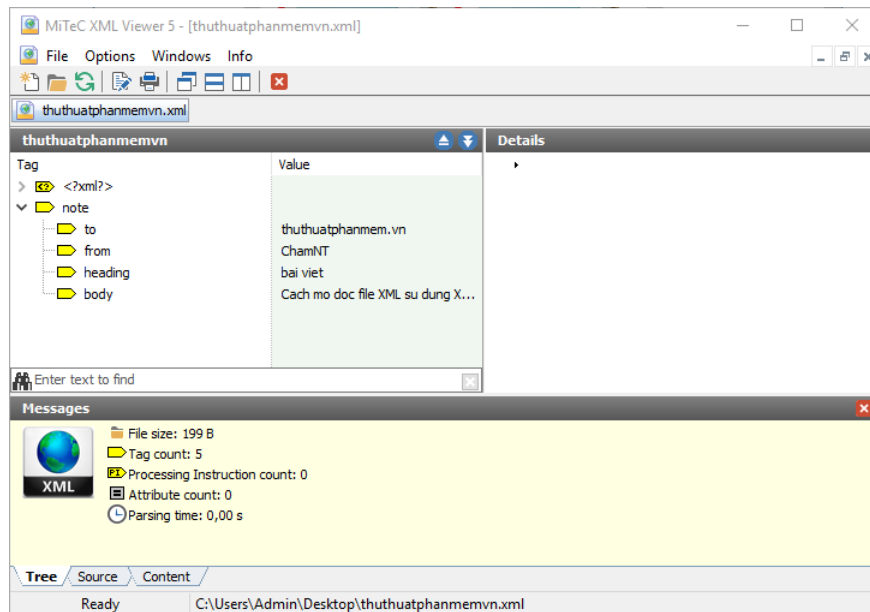 MiTeC XML Viewer 5 - [thuthuatphanmemvn.xml]
File Options Windows Info
thuthuatphanmemvn.xml
thuthuatphanmemvn
Details
Tag Value
<?> <?xml?>
note
to thuthuatphanmem.vn
from ChamNT
heading bai viet
body Cach mo doc file XML su dung X...
Enter text to find
Messages
XML
File size: 199 B
Tag count: 5
PI Processing Instruction count: 0
Attribute count: 0
Parsing time: 0,00 s
Tree Source Content
Ready C:\Users\Admin\Desktop\thuthuatphanmemvn.xml